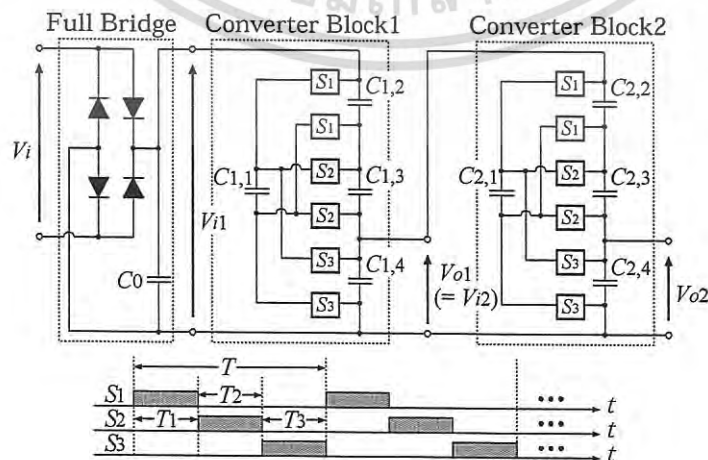 Full Bridge
Converter Block1
Converter Block2
Vi
C0
Vi1
C1,1
S1
S1
S2
S2
S3
S3
C1,2
C1,3
C1,4
Vo1
(= Vi2)
C2,1
S1
S1
S2
S2
S3
S3
C2,2
C2,3
C2,4
Vo2
T
S1
T2
t
S2
T1
T3
t
S3
t